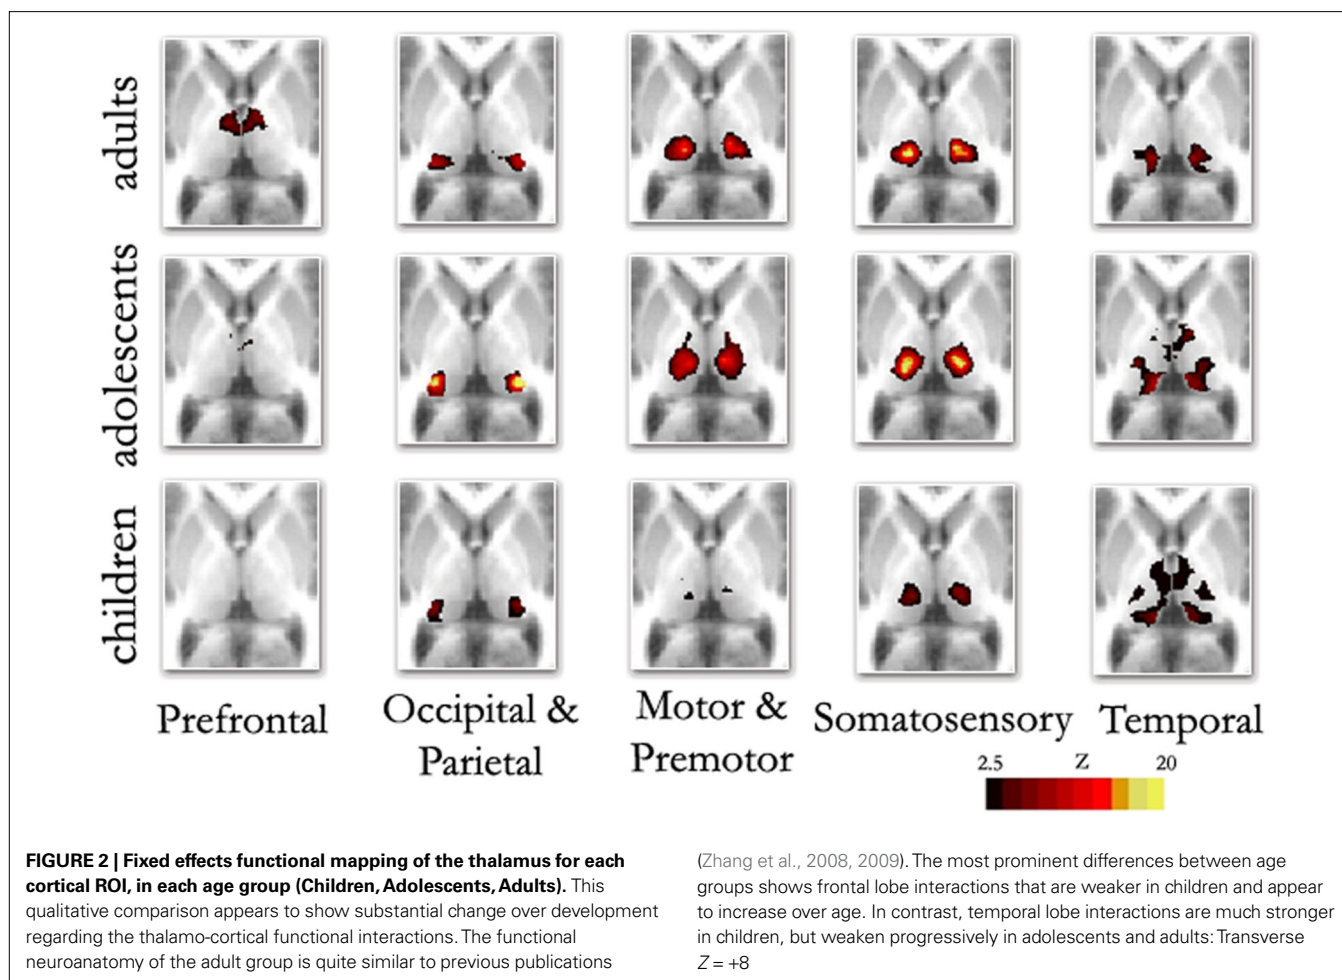 adults
adolescents
children
Prefrontal
Occipital &
Parietal
Motor &
Premotor
Somatosensory
Temporal
2.5 Z 20
FIGURE 2 | Fixed effects functional mapping of the thalamus for each
cortical ROI, in each age group (Children, Adolescents, Adults). This
qualitative comparison appears to show substantial change over development
regarding the thalamo-cortical functional interactions. The functional
neuroanatomy of the adult group is quite similar to previous publications
(Zhang et al., 2008, 2009). The most prominent differences between age
groups shows frontal lobe interactions that are weaker in children and appear
to increase over age. In contrast, temporal lobe interactions are much stronger
in children, but weaken progressively in adolescents and adults: Transverse
Z = +8